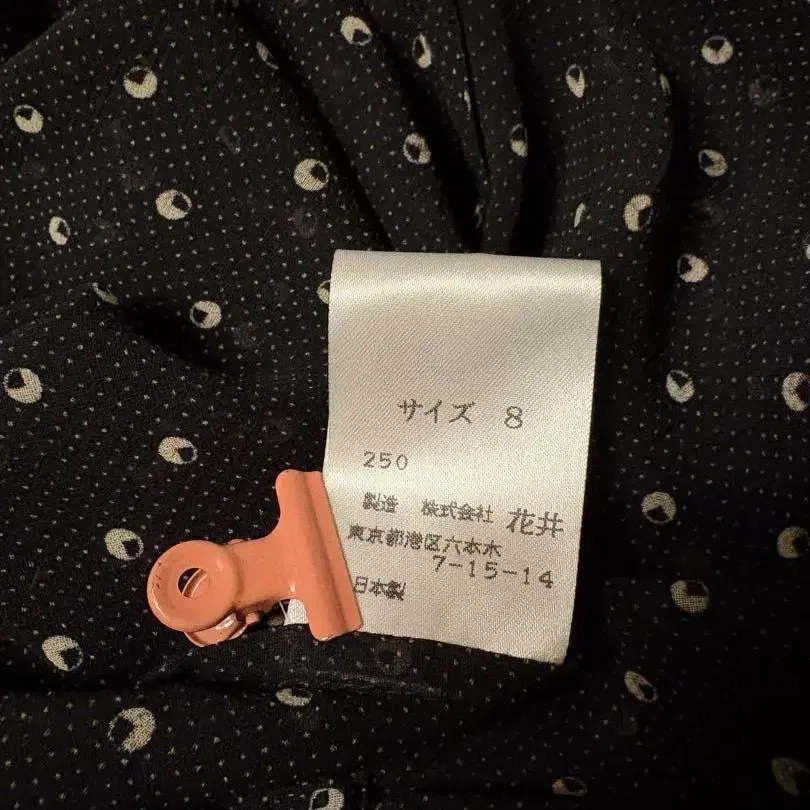 サイズ 8
250
製造 株式会社 花井
東京都港区六本木
7-15-14
日本製